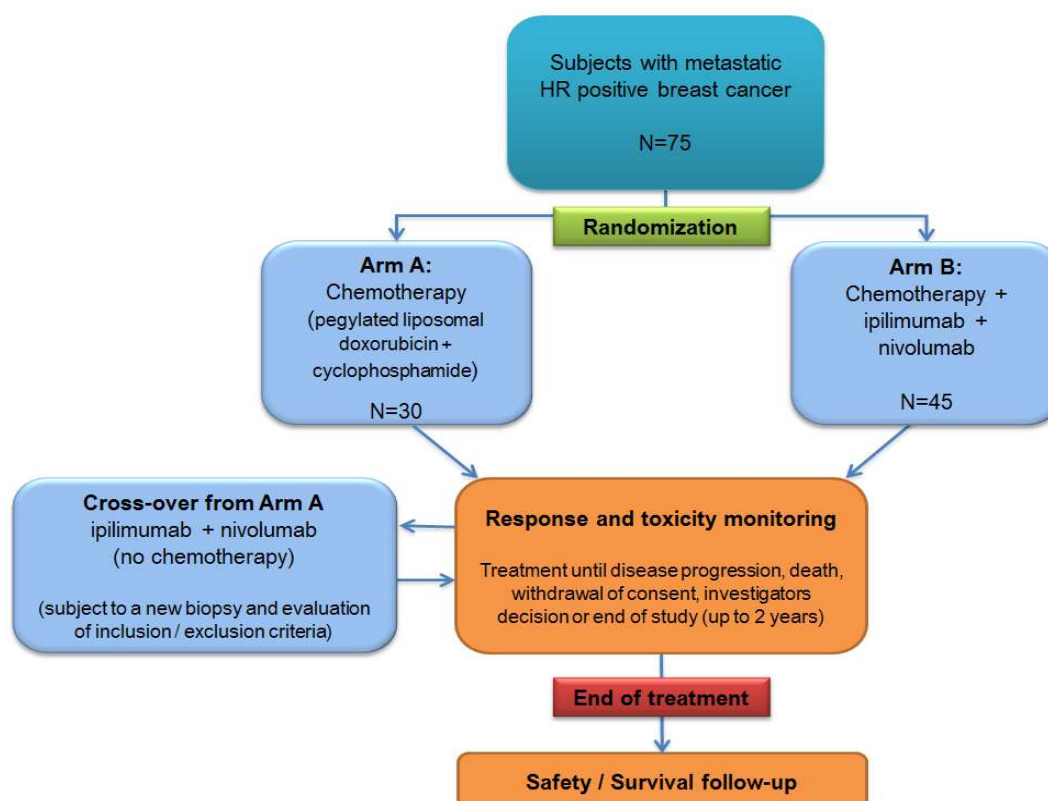 Subjects with metastatic
HR positive breast cancer
N=75
Randomization
Arm A:
Chemotherapy
(pegylated liposomal
doxorubicin +
cyclophosphamide)
N=30
Arm B:
Chemotherapy +
ipilimumab +
nivolumab
N=45
Cross-over from Arm A
ipilimumab + nivolumab
(no chemotherapy)
(subject to a new biopsy and evaluation
of inclusion / exclusion criteria)
Response and toxicity monitoring
Treatment until disease progression, death,
withdrawal of consent, investigators
decision or end of study (up to 2 years)
End of treatment
Safety / Survival follow-up